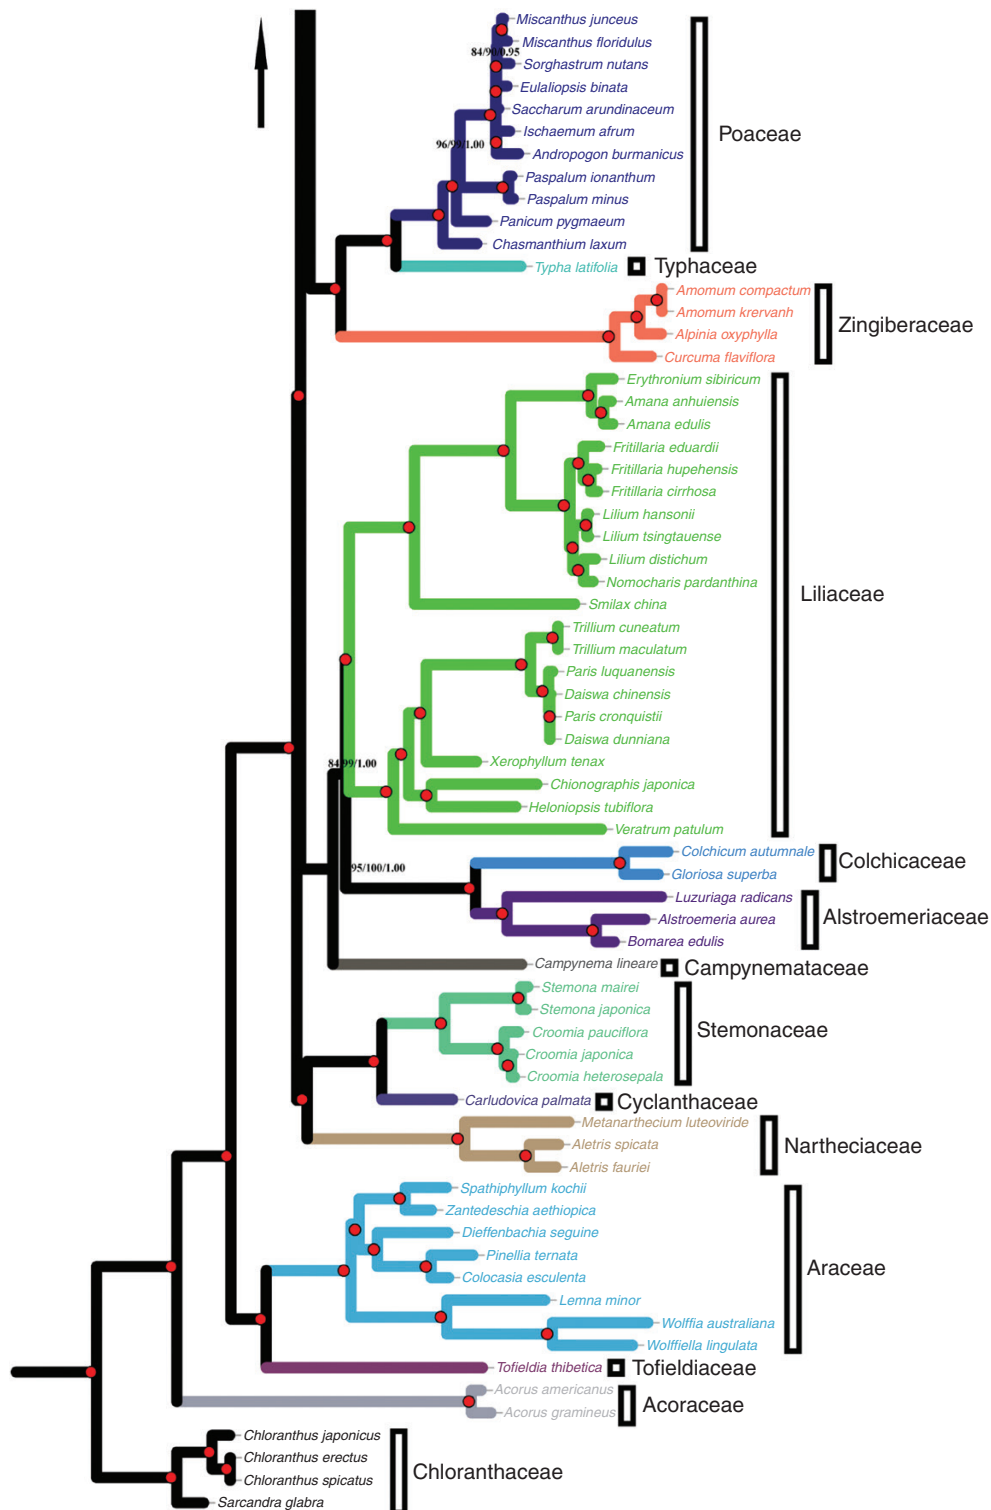 Miscanthus junceus
Miscanthus floridulus
84/90/0.95
Sorghastrum nutans
Eulaliopsis binata
Saccharum arundinaceum
Ischaemum afrum
Poaceae
96/99/1.00
Andropogon burmanicus
Paspalum ionanthum
Paspalum minus
Panicum pygmaeum
Chasmanthium laxum
Typha latifolia
Typhaceae
Amomum compactum
Amomum krervanh
Zingiberaceae
Alpinia oxyphylla
Curcuma flaviflora
Erythronium sibiricum
Amana anhuiensis
Amana edulis
Fritillaria eduardii
Fritillaria hupehensis
Fritillaria cirrhosa
Lilium hansonii
Lilium tsingtauense
Lilium distichum
Nomocharis pardanthina
Liliaceae
Smilax china
Trillium cuneatum
Trillium maculatum
Paris luquanensis
Daiswa chinensis
Paris cronquistii
Daiswa dunniana
Xerophyllum tenax
84/99/1.00
Chionographis japonica
Heloniopsis tubiflora
Veratrum patulum
Colchicum autumnale
Colchicaceae
95/100/1.00
Gloriosa superba
Luzuriaga radicans
Alstroemeria aurea
Alstroemeriaceae
Bomarea edulis
Campynema lineare
Campynemataceae
Stemona mairei
Stemona japonica
Croomia pauciflora
Stemonaceae
Croomia japonica
Croomia heterosepala
Carludovica palmata
Cyclanthaceae
Metanarthecium luteoviride
Aletris spicata
Nartheciaceae
Aletris fauriei
Spathiphyllum kochii
Zantedeschia aethiopica
Dieffenbachia seguine
Pinellia ternata
Araceae
Colocasia esculenta
Lemna minor
Wolffia australiana
Wolffiella lingulata
Tofieldia thibetica
Tofieldiaceae
Acorus americanus
Acoraceae
Acorus gramineus
Chloranthus japonicus
Chloranthus erectus
Chloranthaceae
Chloranthus spicatus
Sarcandra glabra